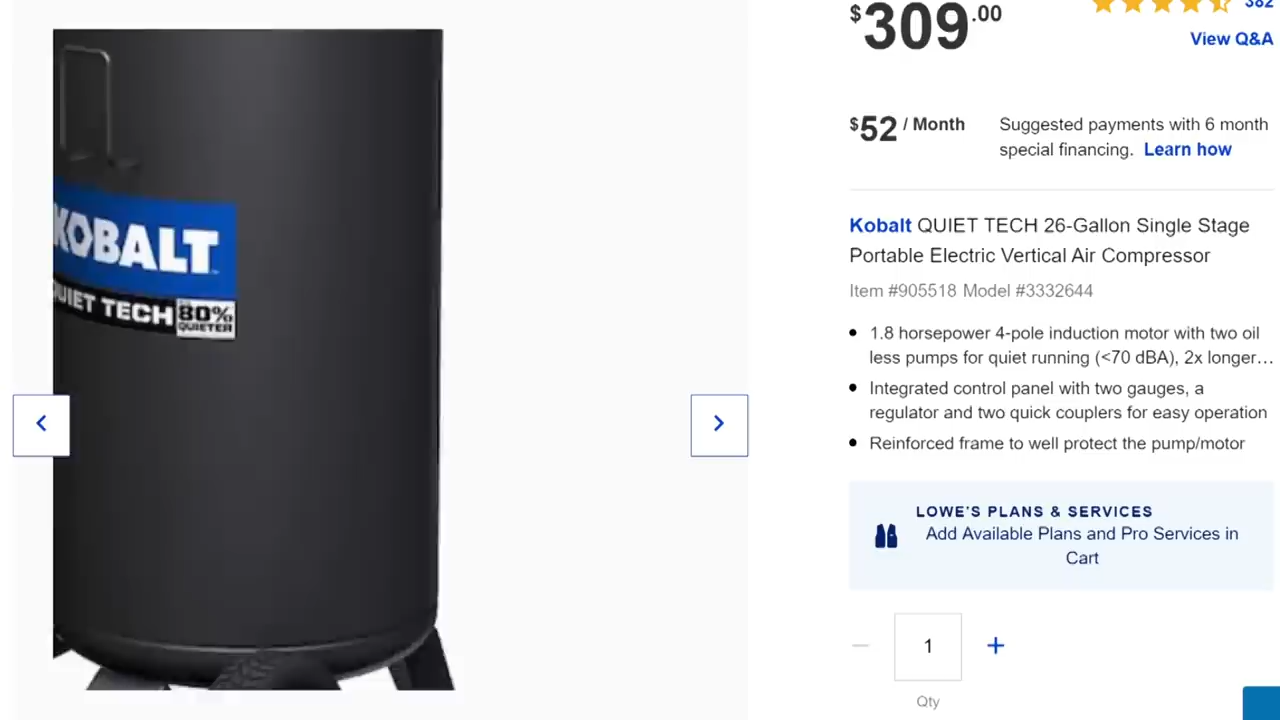 $309.00
382
View Q&A
$52 / Month
Suggested payments with 6 month
special financing. Learn how
KOBALT
QUIET TECH 80%
QUIETER
Kobalt QUIET TECH 26-Gallon Single Stage
Portable Electric Vertical Air Compressor
Item #905518 Model #3332644
1.8 horsepower 4-pole induction motor with two oil
less pumps for quiet running (<70 dBA), 2x longer…
Integrated control panel with two gauges, a
regulator and two quick couplers for easy operation
Reinforced frame to well protect the pump/motor
LOWE'S PLANS & SERVICES
Add Available Plans and Pro Services in
Cart
1
Qty